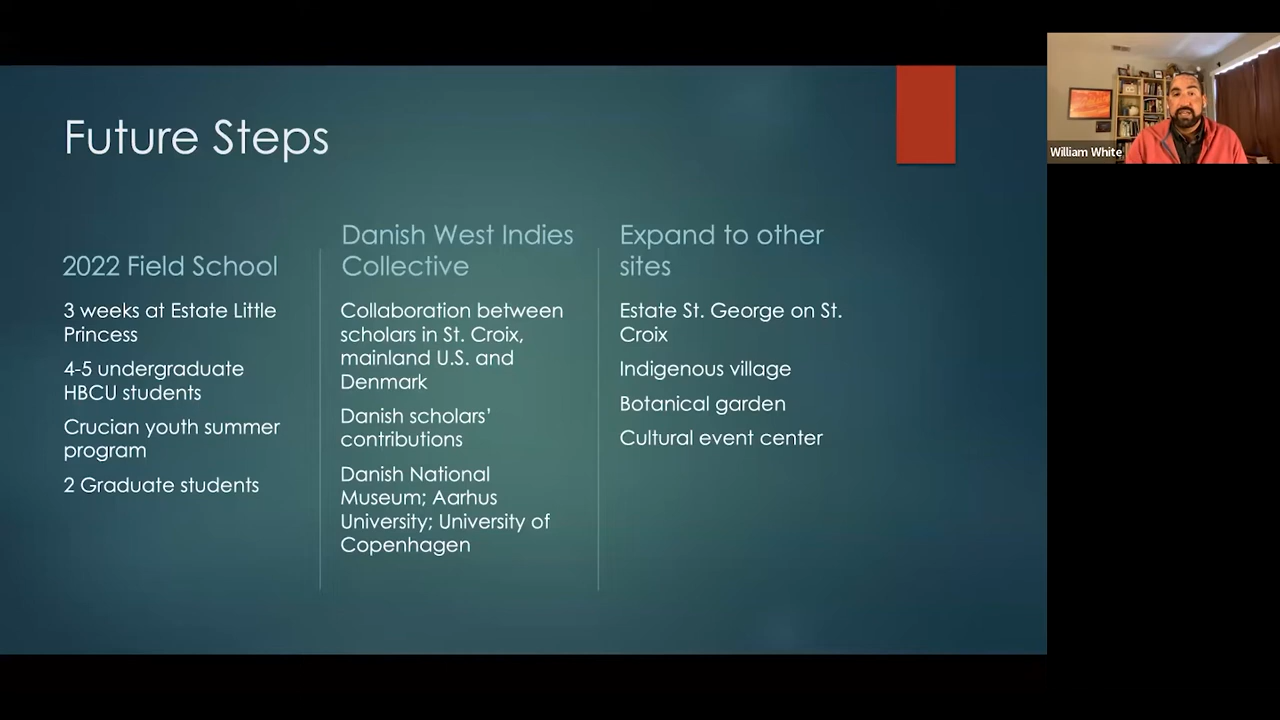 Future Steps
2022 Field School
3 weeks at Estate Little
Princess
4-5 undergraduate
HBCU students
Crucian youth summer
program
2 Graduate students
Danish West Indies
Collective
Collaboration between
scholars in St. Croix,
mainland U.S. and
Denmark
Danish scholars’
contributions
Danish National
Museum; Aarhus
University; University of
Copenhagen
Expand to other
sites
Estate St. George on St.
Croix
Indigenous village
Botanical garden
Cultural event center
William White